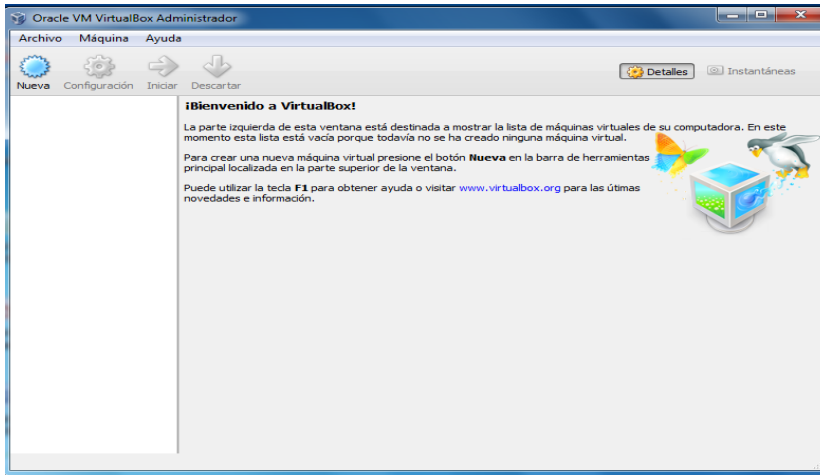 Oracle VM VirtualBox Administrador
Archivo Máquina Ayuda
Nueva Configuración Iniciar Descartar
Detalles Instantáneas
¡Bienvenido a VirtualBox!
La parte izquierda de esta ventana está destinada a mostrar la lista de máquinas virtuales de su computadora. En este
momento esta lista está vacía porque todavía no se ha creado ninguna máquina virtual.
Para crear una nueva máquina virtual presione el botón Nueva en la barra de herramientas
principal localizada en la parte superior de la ventana.
Puede utilizar la tecla F1 para obtener ayuda o visitar www.virtualbox.org para las útimas
novedades e información.